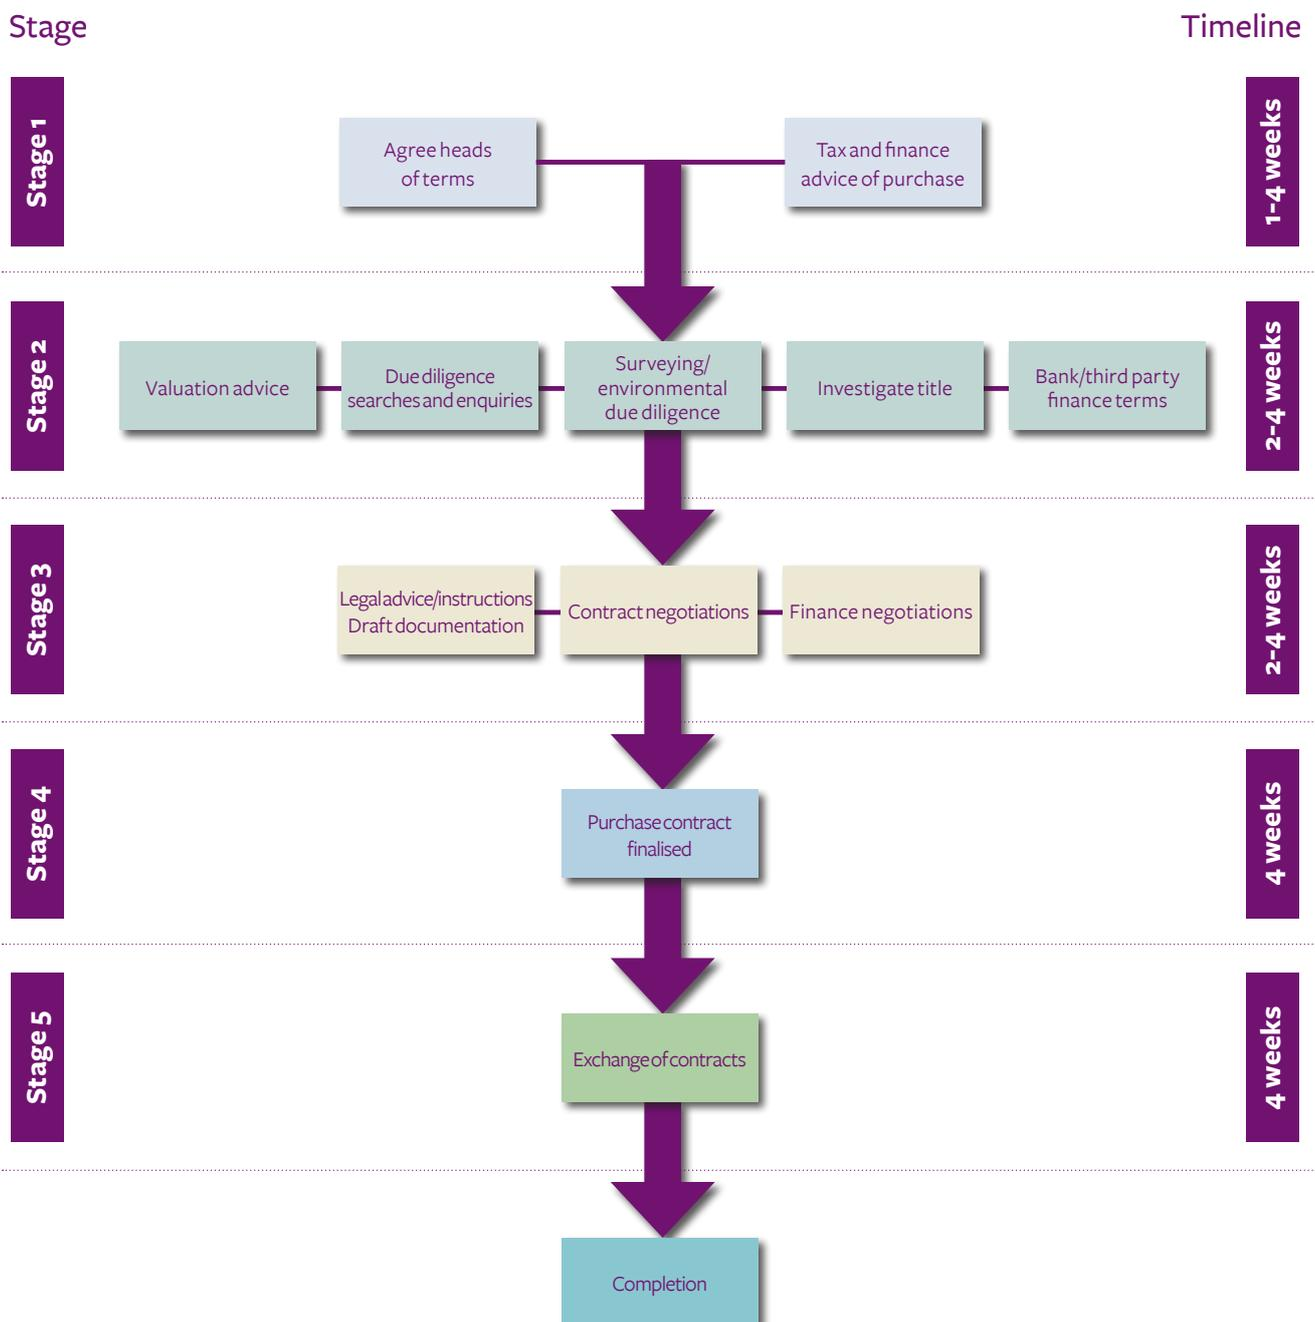 Stage
Timeline
Stage 1
Agree heads
of terms
Tax and finance
advice of purchase
1-4 weeks
Stage 2
Valuation advice
Due diligence
searches and enquiries
Surveying/
environmental
due diligence
Investigate title
Bank/third party
finance terms
2-4 weeks
Stage 3
Legal advice/instructions
Draft documentation
Contract negotiations
Finance negotiations
2-4 weeks
Stage 4
Purchase contract
finalised
4 weeks
Stage 5
Exchange of contracts
4 weeks
Completion